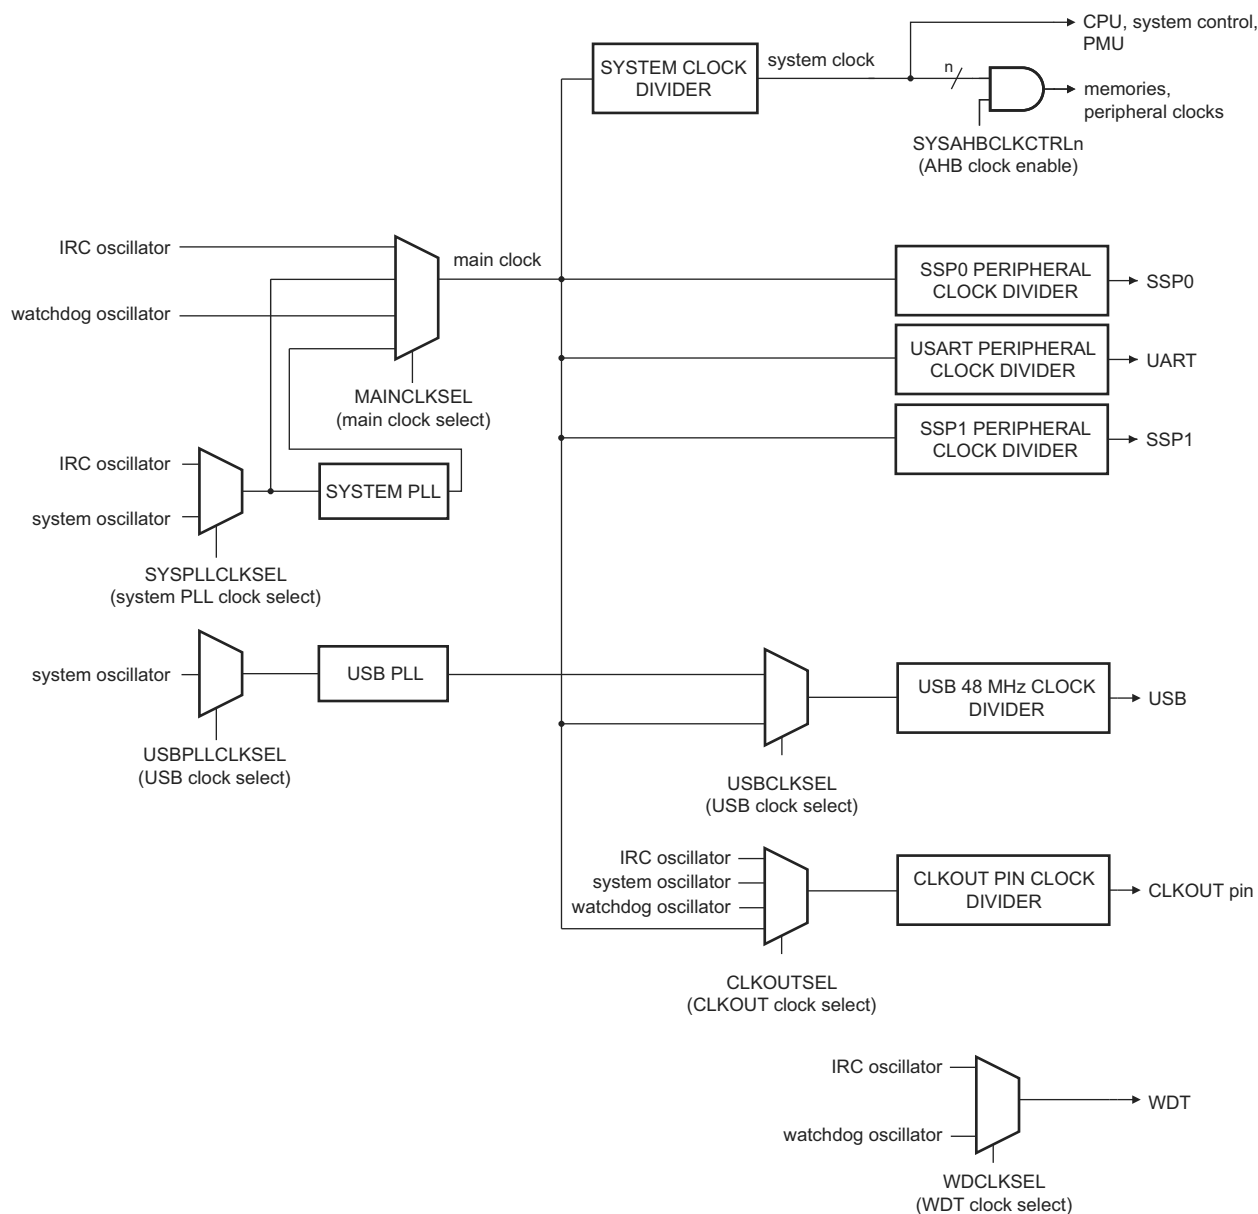 CPU, system control,
PMU
SYSTEM CLOCK
DIVIDER
system clock
n
memories,
peripheral clocks
SYSAHBCLKCTRLn
(AHB clock enable)
IRC oscillator
main clock
watchdog oscillator
MAINCLKSEL
(main clock select)
SSP0 PERIPHERAL
CLOCK DIVIDER
SSP0
USART PERIPHERAL
CLOCK DIVIDER
UART
SSP1 PERIPHERAL
CLOCK DIVIDER
SSP1
IRC oscillator
system oscillator
SYSTEM PLL
SYSPLLCLKSEL
(system PLL clock select)
system oscillator
USB PLL
USBPLLCLKSEL
(USB clock select)
USB 48 MHz CLOCK
DIVIDER
USB
USBCLKSEL
(USB clock select)
IRC oscillator
system oscillator
watchdog oscillator
CLKOUT PIN CLOCK
DIVIDER
CLKOUT pin
CLKOUTSEL
(CLKOUT clock select)
IRC oscillator
watchdog oscillator
WDT
WDCLKSEL
(WDT clock select)